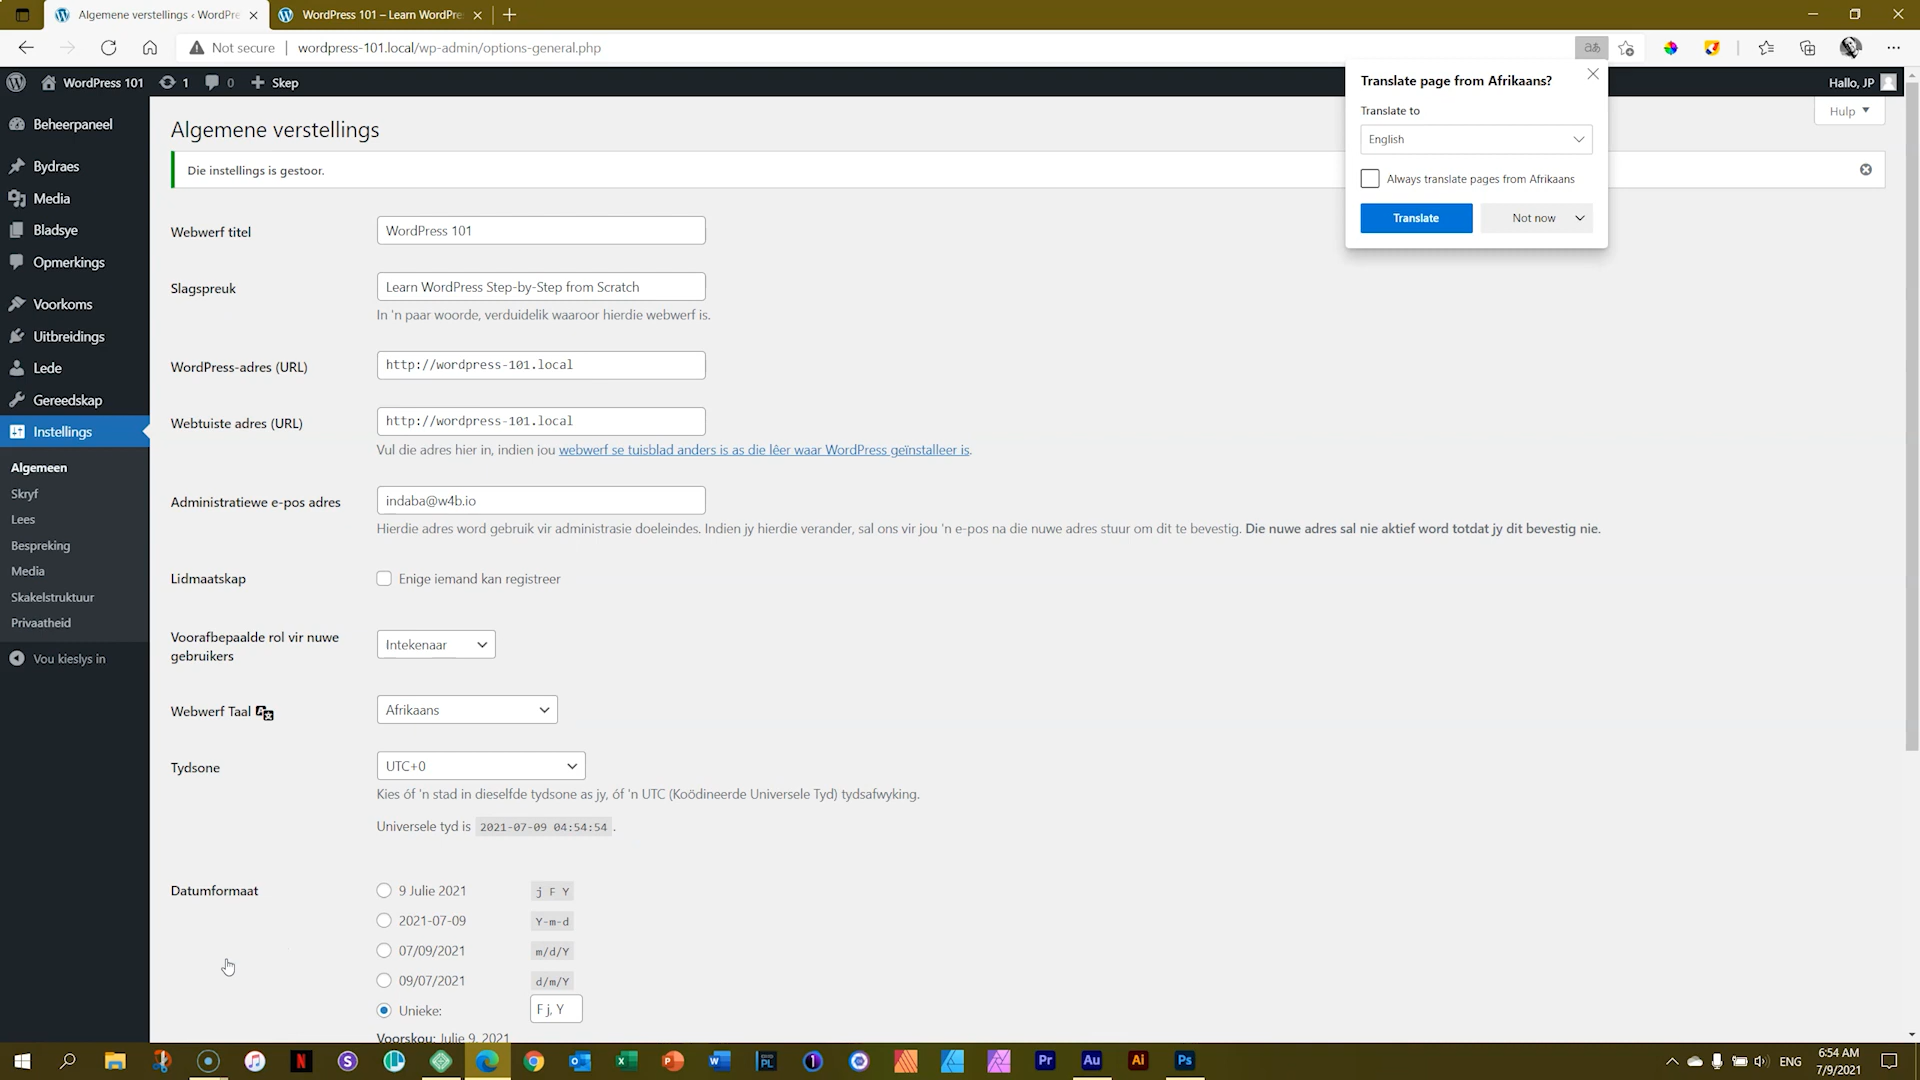 Algemene verstellings ‹ WordPre
WordPress 101 – Learn WordPre
Not secure
wordpress-101.local/wp-admin/options-general.php
WordPress 101
1
0
Skep
Hallo, JP
Translate page from Afrikaans?
Translate to
English
Always translate pages from Afrikaans
Translate
Not now
Hulp
Beheerpaneel
Bydraes
Media
Bladsye
Opmerkings
Voorkoms
Uitbreidings
Lede
Gereedskap
Instellings
Algemeen
Skryf
Lees
Bespreking
Media
Skakelstruktuur
Privaatheid
Vou kieslys in
Algemene verstellings
Die instellings is gestoor.
Webwerf titel
WordPress 101
Slagspreuk
Learn WordPress Step-by-Step from Scratch
In 'n paar woorde, verduidelik waaroor hierdie webwerf is.
WordPress-adres (URL)
http://wordpress-101.local
Webtuiste adres (URL)
http://wordpress-101.local
Vul die adres hier in, indien jou webwerf se tuisblad anders is as die lêer waar WordPress geïnstalleer is.
Administratiewe e-pos adres
indaba@w4b.io
Hierdie adres word gebruik vir administrasie doeleindes. Indien jy hierdie verander, sal ons vir jou 'n e-pos na die nuwe adres stuur om dit te bevestig. Die nuwe adres sal nie aktief word totdat jy dit bevestig nie.
Lidmaatskap
Enige iemand kan registreer
Voorafbepaalde rol vir nuwe
gebruikers
Intekenaar
Webwerf Taal
Afrikaans
Tydsone
UTC+0
Kies óf 'n stad in dieselfde tydsone as jy, óf 'n UTC (Koödineerde Universele Tyd) tydsafwyking.
Universele tyd is 2021-07-09 04:54:54 .
Datumformaat
9 Julie 2021 j F Y
2021-07-09 Y-m-d
07/09/2021 m/d/Y
09/07/2021 d/m/Y
Unieke: F j, Y
Voorskou: Julie 9, 2021
ENG
6:54 AM
7/9/2021
Pr
Au
Ai
Ps